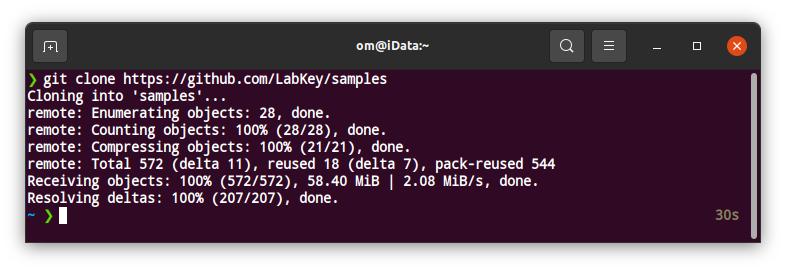 om@iData:~
❯ git clone https://github.com/LabKey/samples
Cloning into 'samples'...
remote: Enumerating objects: 28, done.
remote: Counting objects: 100% (28/28), done.
remote: Compressing objects: 100% (21/21), done.
remote: Total 572 (delta 11), reused 18 (delta 7), pack-reused 544
Receiving objects: 100% (572/572), 58.40 MiB | 2.08 MiB/s, done.
Resolving deltas: 100% (207/207), done.
~ ❯ 30s